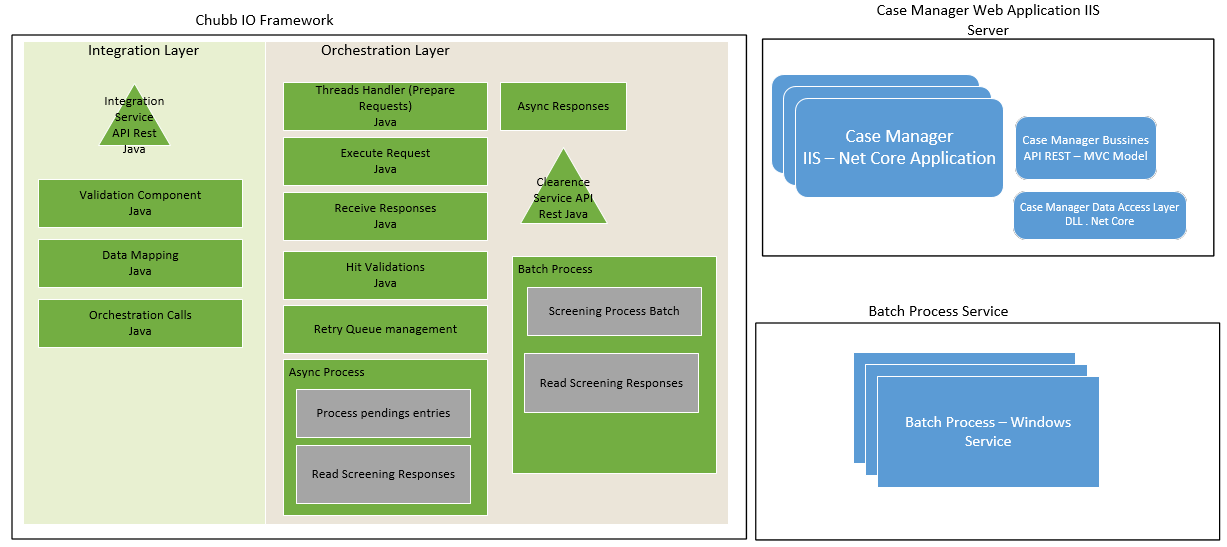 Chubb IO Framework
Integration Layer
Integration
Service
API Rest
Java
Validation Component
Java
Data Mapping
Java
Orchestration Calls
Java
Orchestration Layer
Threads Handler (Prepare
Requests)
Java
Execute Request
Java
Receive Responses
Java
Hit Validations
Java
Retry Queue management
Async Process
Process pendings entries
Read Screening Responses
Async Responses
Clearence
Service API
Rest Java
Batch Process
Screening Process Batch
Read Screening Responses
Case Manager Web Application IIS
Server
Case Manager
IIS – Net Core Application
Case Manager Bussines
API REST – MVC Model
Case Manager Data Access Layer
DLL . Net Core
Batch Process Service
Batch Process – Windows
Service